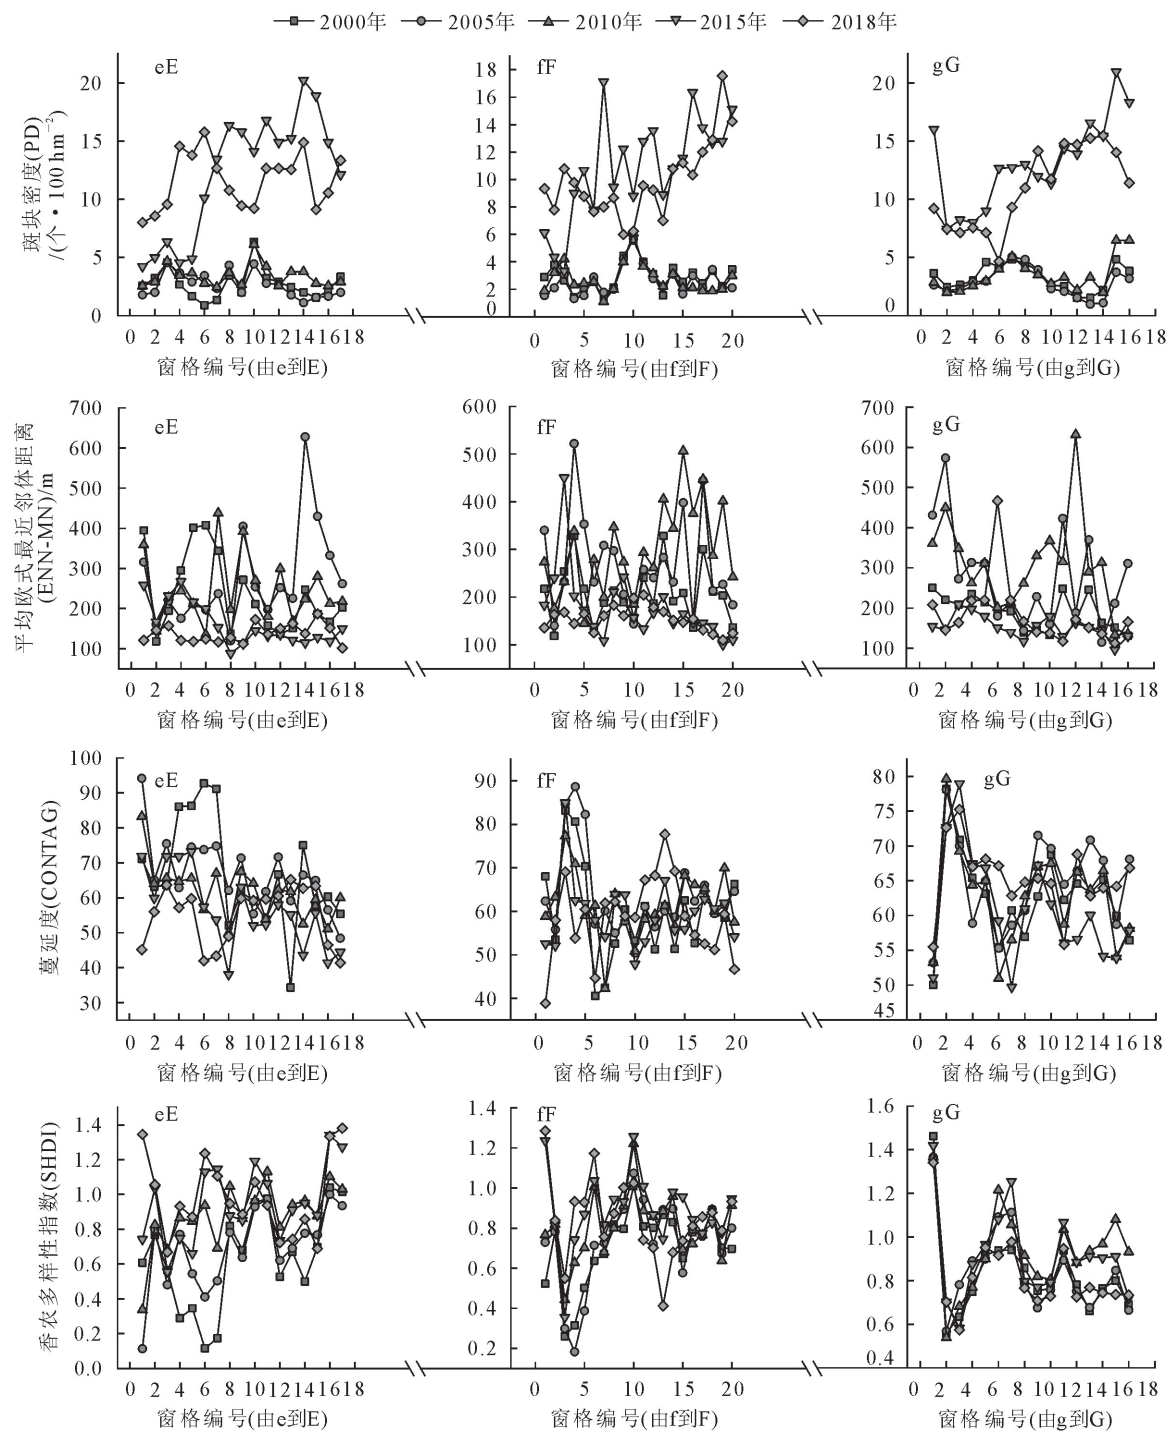 2000年 2005年 2010年 2015年 2018年
斑块密度(PD)
/(个·100 hm⁻²)
eE
20
15
10
5
0
0 2 4 6 8 10 12 14 16 18
窗格编号(由e到E)
fF
18
16
14
12
10
8
6
4
2
0
0 5 10 15 20
窗格编号(由f到F)
gG
20
15
10
5
0
0 2 4 6 8 10 12 14 16 18
窗格编号(由g到G)
平均欧式最近邻体距离
(ENN-MN)/m
eE
700
600
500
400
300
200
100
0 2 4 6 8 10 12 14 16 18
窗格编号(由e到E)
fF
600
500
400
300
200
100
0 5 10 15 20
窗格编号(由f到F)
gG
700
600
500
400
300
200
100
0 2 4 6 8 10 12 14 16 18
窗格编号(由g到G)
蔓延度(CONTAG)
eE
100
90
80
70
60
50
40
30
0 2 4 6 8 10 12 14 16 18
窗格编号(由e到E)
fF
90
80
70
60
50
40
0 5 10 15 20
窗格编号(由f到F)
gG
80
75
70
65
60
55
50
45
0 2 4 6 8 10 12 14 16 18
窗格编号(由g到G)
香农多样性指数(SHDI)
eE
1.4
1.2
1.0
0.8
0.6
0.4
0.2
0.0
0 2 4 6 8 10 12 14 16 18
窗格编号(由e到E)
fF
1.4
1.2
1.0
0.8
0.6
0.4
0.2
0 5 10 15 20
窗格编号(由f到F)
gG
1.6
1.4
1.2
1.0
0.8
0.6
0.4
0 2 4 6 8 10 12 14 16 18
窗格编号(由g到G)